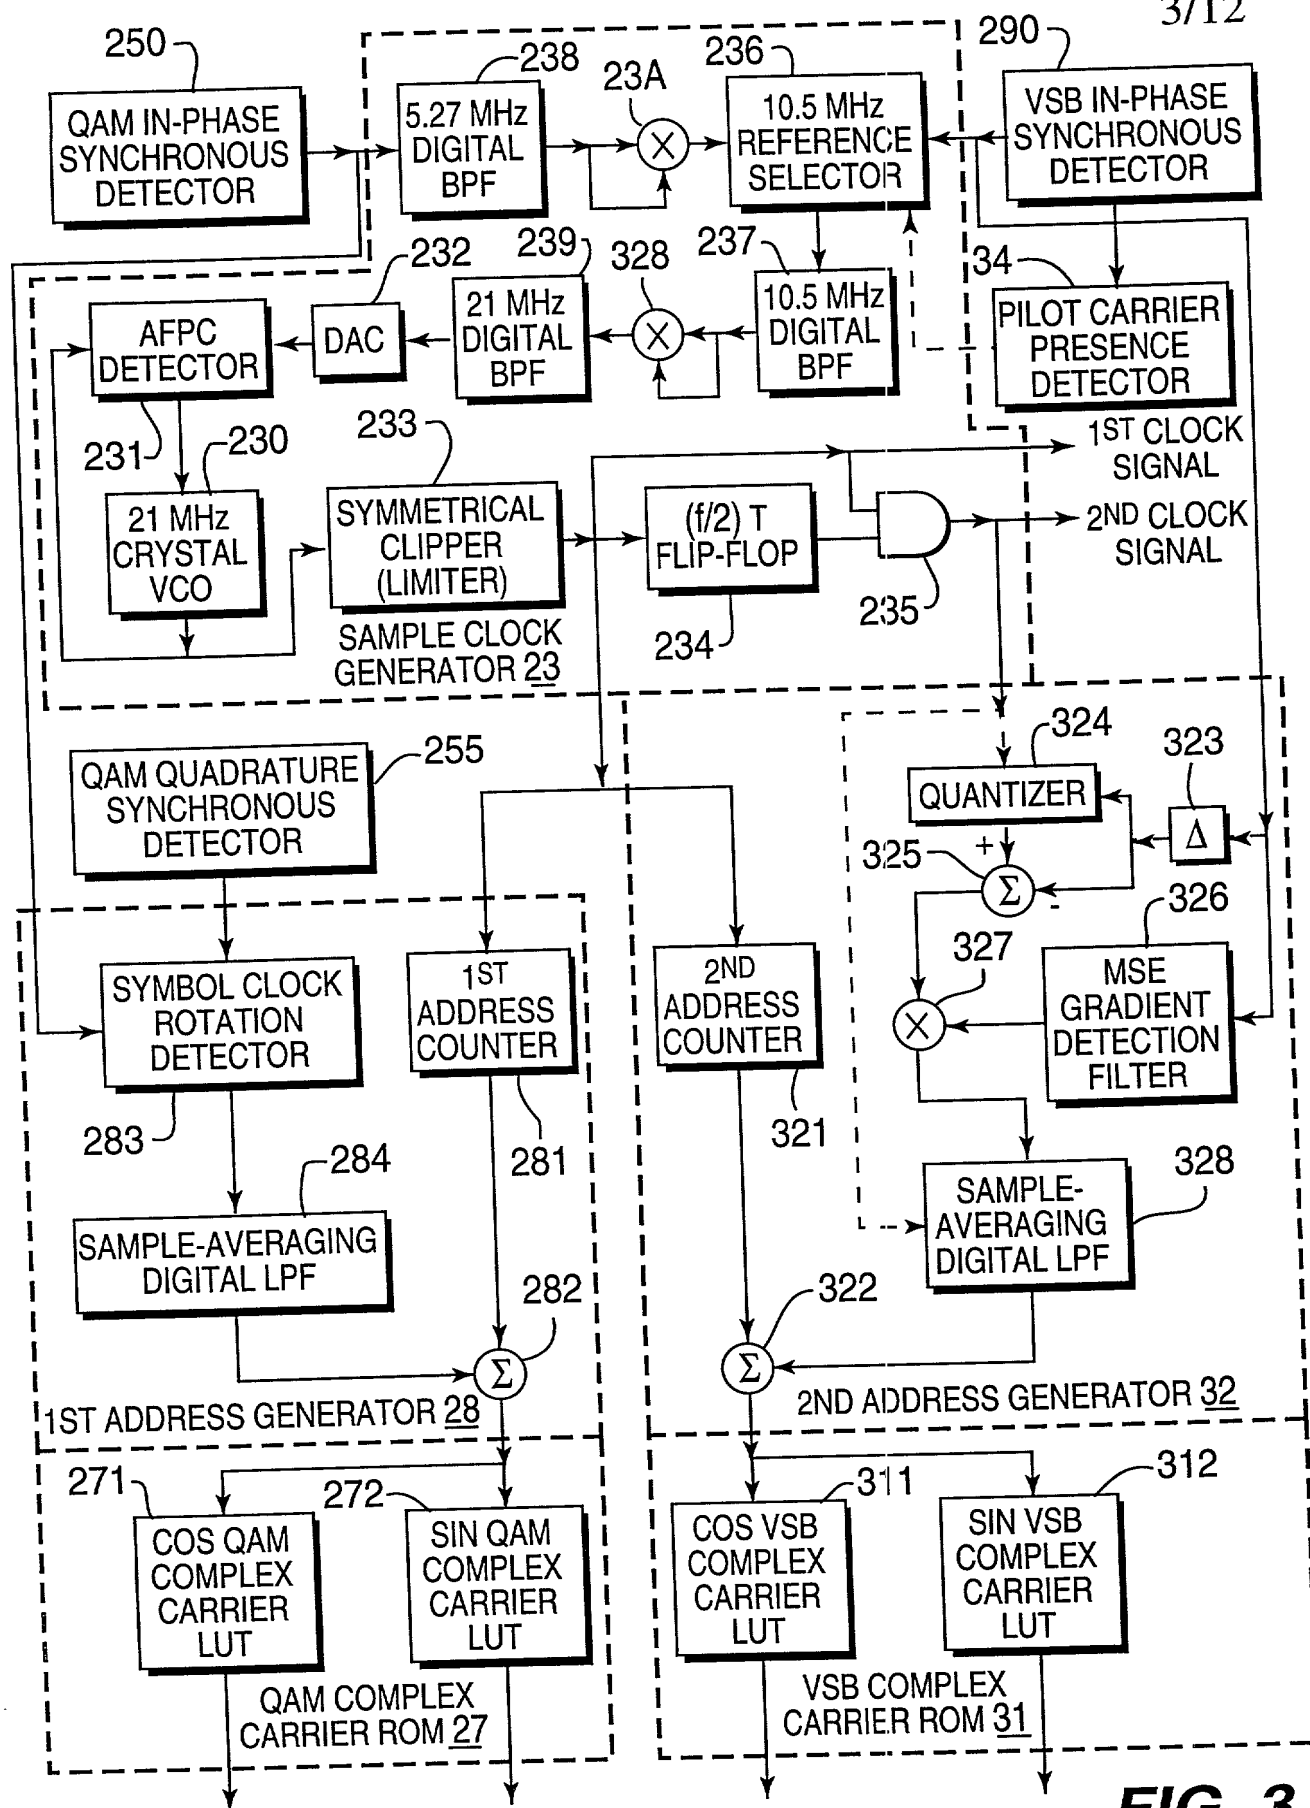 3/12
250
238
23A
236
290
QAM IN-PHASE
SYNCHRONOUS
DETECTOR
5.27 MHz
DIGITAL
BPF
X
10.5 MHz
REFERENCE
SELECTOR
VSB IN-PHASE
SYNCHRONOUS
DETECTOR
232
239
328
237
34
AFPC
DETECTOR
DAC
21 MHz
DIGITAL
BPF
X
10.5 MHz
DIGITAL
BPF
PILOT CARRIER
PRESENCE
DETECTOR
231
230
233
1ST CLOCK
SIGNAL
21 MHz
CRYSTAL
VCO
SYMMETRICAL
CLIPPER
(LIMITER)
(f/2) T
FLIP-FLOP
2ND CLOCK
SIGNAL
234
235
SAMPLE CLOCK
GENERATOR 23
QAM QUADRATURE
SYNCHRONOUS
DETECTOR
255
324
323
QUANTIZER
Δ
+
325
Σ
-
326
327
SYMBOL CLOCK
ROTATION
DETECTOR
1ST
ADDRESS
COUNTER
2ND
ADDRESS
COUNTER
X
MSE
GRADIENT
DETECTION
FILTER
283
281
321
284
328
SAMPLE-AVERAGING
DIGITAL LPF
SAMPLE-
AVERAGING
DIGITAL LPF
282
322
Σ
Σ
1ST ADDRESS GENERATOR 28
2ND ADDRESS GENERATOR 32
271
272
311
312
COS QAM
COMPLEX
CARRIER
LUT
SIN QAM
COMPLEX
CARRIER
LUT
COS VSB
COMPLEX
CARRIER
LUT
SIN VSB
COMPLEX
CARRIER
LUT
QAM COMPLEX
CARRIER ROM 27
VSB COMPLEX
CARRIER ROM 31
FIG. 3